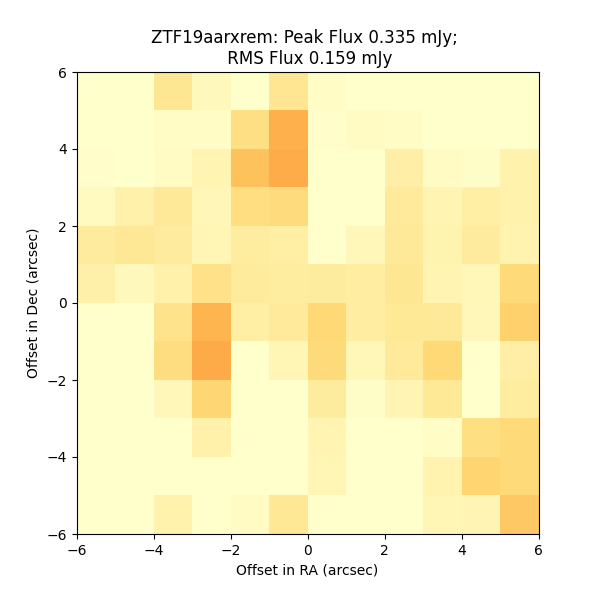 ZTF19aarxrem: Peak Flux 0.335 mJy;
RMS Flux 0.159 mJy
6
4
2
0
−2
−4
−6
Offset in Dec (arcsec)
−6 −4 −2 0 2 4 6
Offset in RA (arcsec)